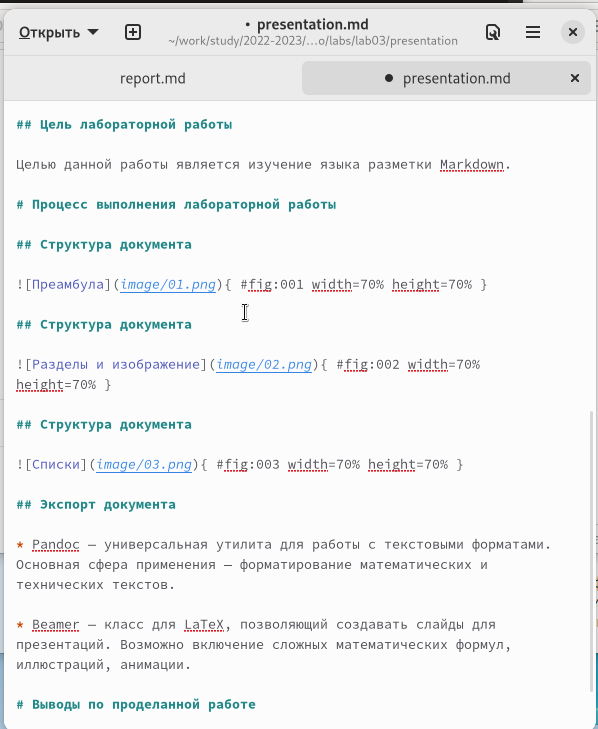 Открыть
• presentation.md
~/work/study/2022-2023/…o/labs/lab03/presentation
report.md
● presentation.md
## Цель лабораторной работы
Целью данной работы является изучение языка разметки Markdown.
# Процесс выполнения лабораторной работы
## Структура документа
![Преамбула](image/01.png){ #fig:001 width=70% height=70% }
## Структура документа
![Разделы и изображение](image/02.png){ #fig:002 width=70%
height=70% }
## Структура документа
![Списки](image/03.png){ #fig:003 width=70% height=70% }
## Экспорт документа
* Pandoc — универсальная утилита для работы с текстовыми форматами.
Основная сфера применения — форматирование математических и
технических текстов.
* Beamer — класс для LaTeX, позволяющий создавать слайды для
презентаций. Возможно включение сложных математических формул,
иллюстраций, анимации.
# Выводы по проделанной работе